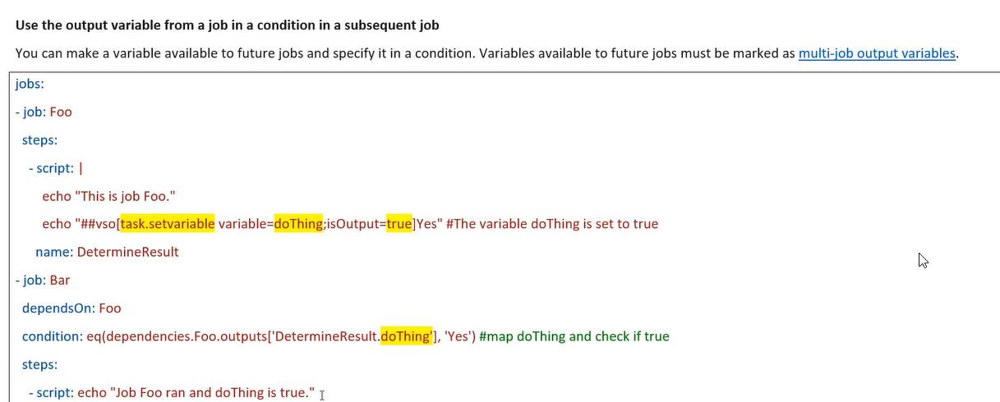 Use the output variable from a job in a condition in a subsequent job
You can make a variable available to future jobs and specify it in a condition. Variables available to future jobs must be marked as multi-job output variables.
jobs:
- job: Foo
steps:
- script: |
echo "This is job Foo."
echo "##vso[task.setvariable variable=doThing;isOutput=true]Yes" #The variable doThing is set to true
name: DetermineResult
- job: Bar
dependsOn: Foo
condition: eq(dependencies.Foo.outputs['DetermineResult.doThing'], 'Yes') #map doThing and check if true
steps:
- script: echo "Job Foo ran and doThing is true."